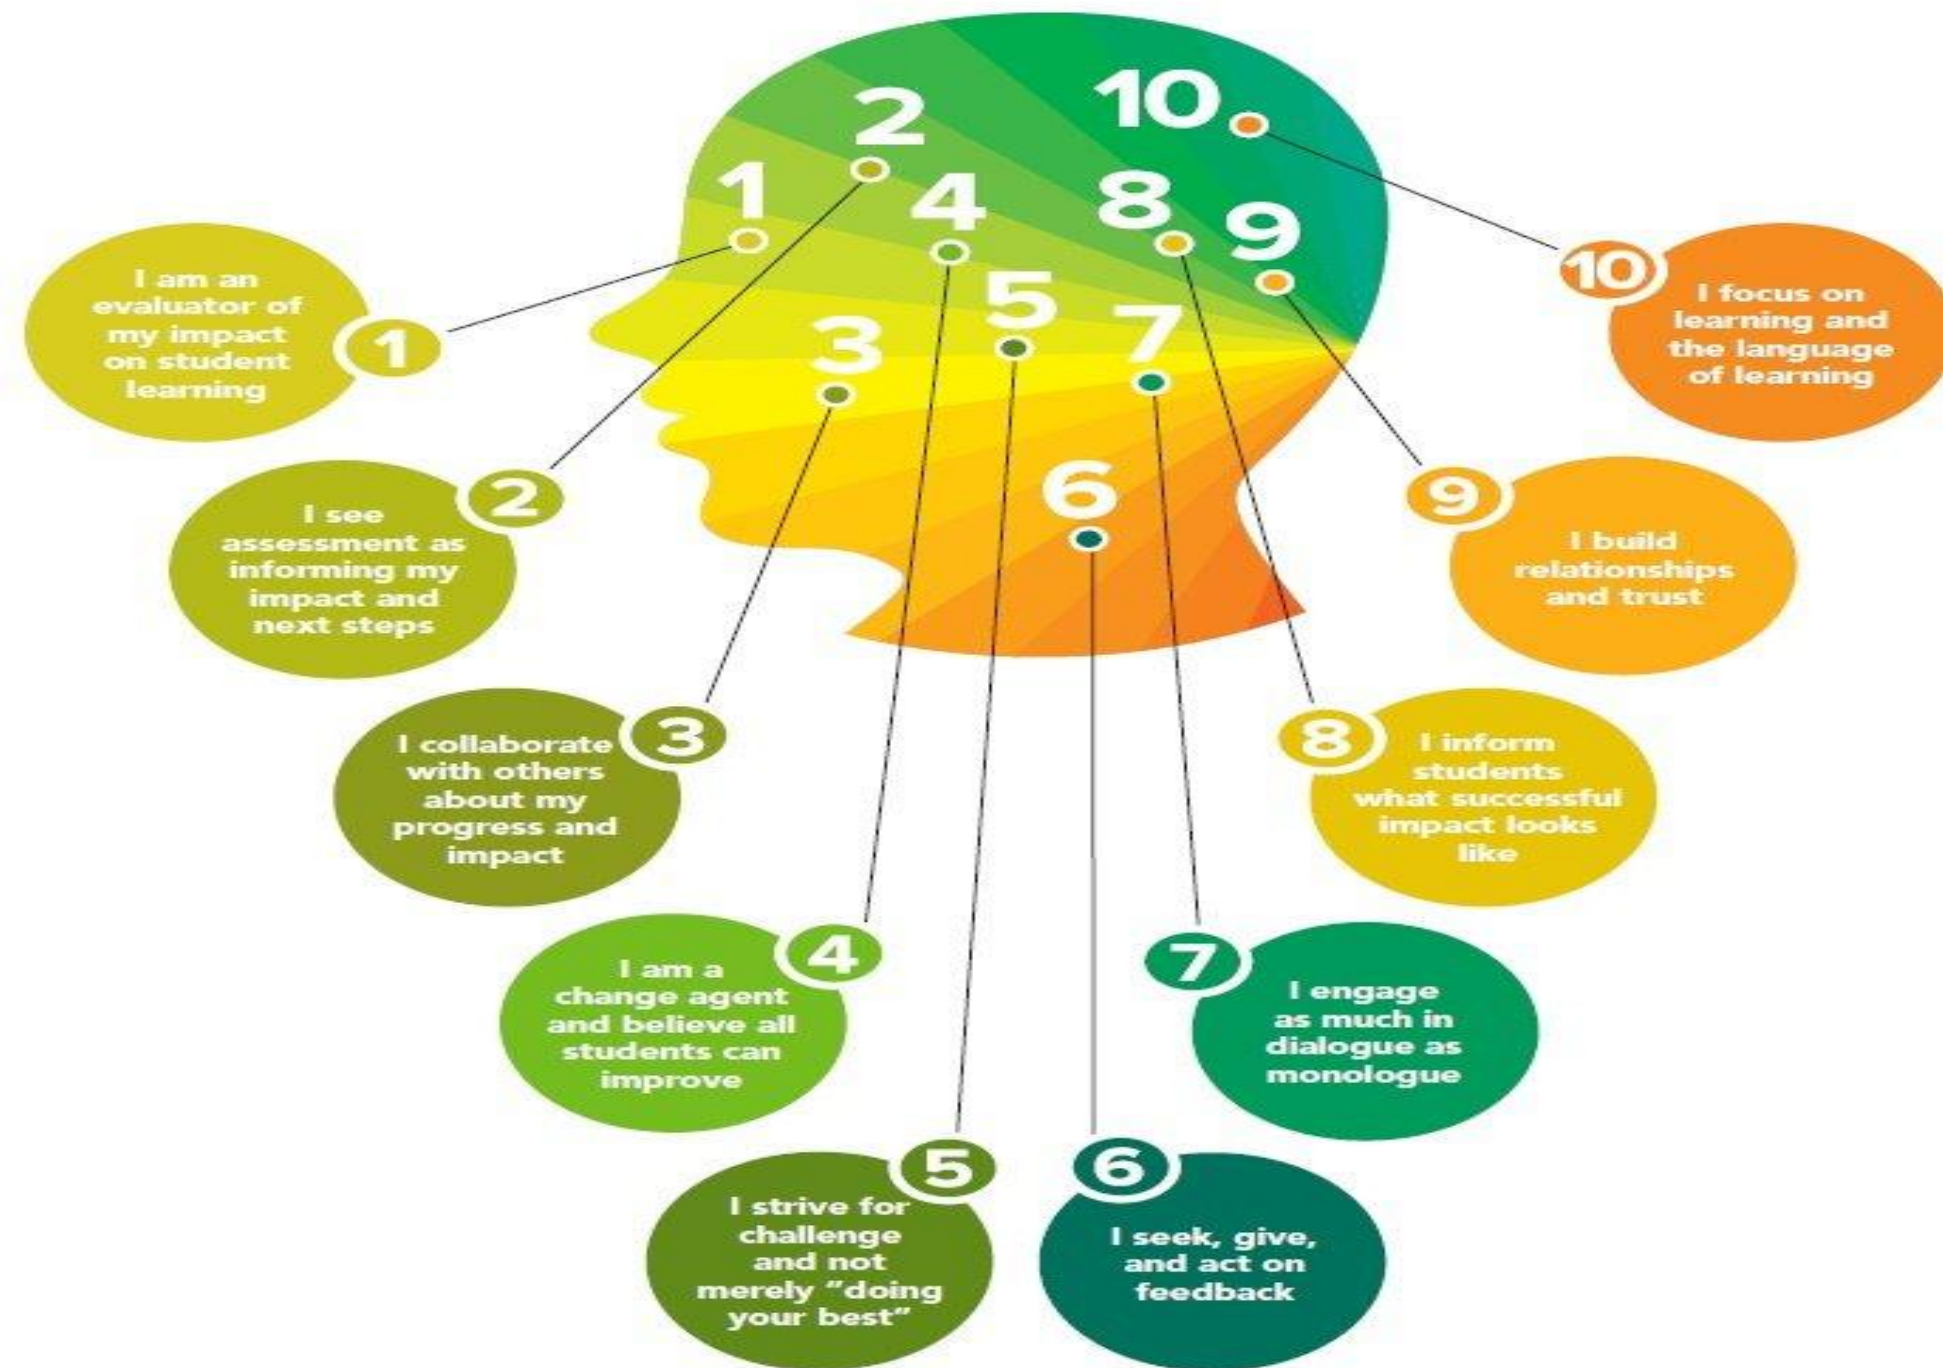 1
2
3
4
5
6
7
8
9
10
1
I am an
evaluator of
my impact
on student
learning
2
I see
assessment as
informing my
impact and
next steps
3
I collaborate
with others
about my
progress and
impact
4
I am a
change agent
and believe all
students can
improve
5
I strive for
challenge
and not
merely “doing
your best”
6
I seek, give,
and act on
feedback
7
I engage
as much in
dialogue as
monologue
8
I inform
students
what successful
impact looks
like
9
I build
relationships
and trust
10
I focus on
learning and
the language
of learning